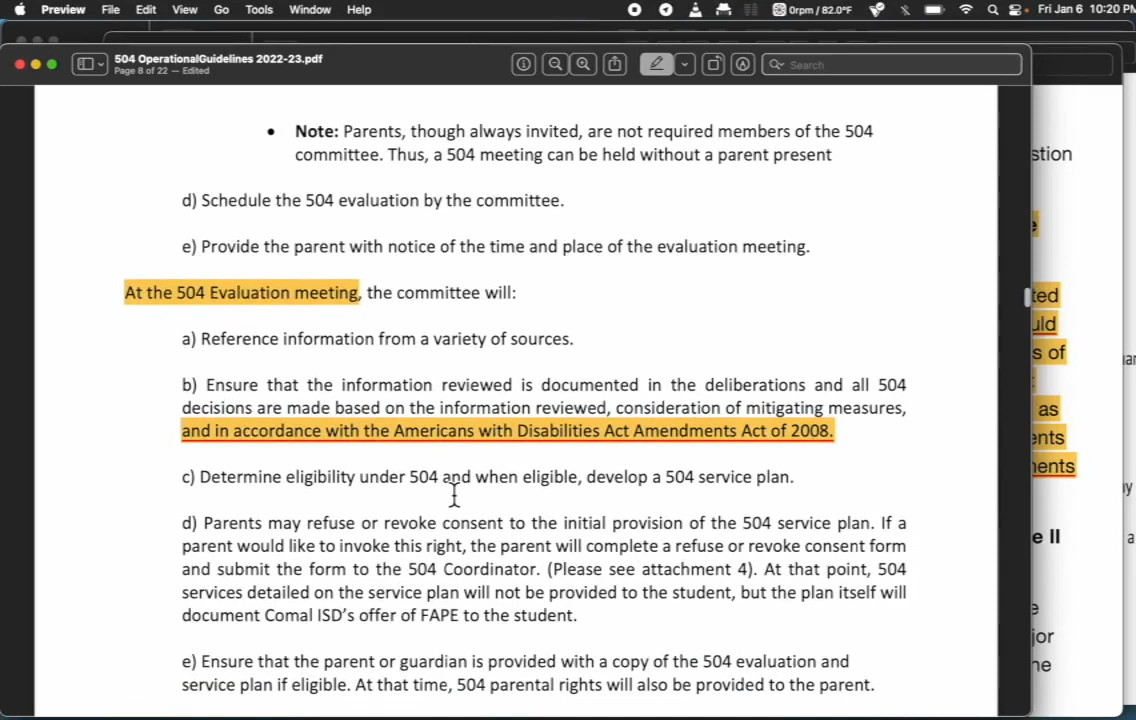 Preview File Edit View Go Tools Window Help 0rpm / 82.0°F Fri Jan 6 10:20 PM
504 OperationalGuidelines 2022-23.pdf
Page 8 of 22 — Edited
Search
• Note: Parents, though always invited, are not required members of the 504
committee. Thus, a 504 meeting can be held without a parent present
d) Schedule the 504 evaluation by the committee.
e) Provide the parent with notice of the time and place of the evaluation meeting.
At the 504 Evaluation meeting, the committee will:
a) Reference information from a variety of sources.
b) Ensure that the information reviewed is documented in the deliberations and all 504
decisions are made based on the information reviewed, consideration of mitigating measures,
and in accordance with the Americans with Disabilities Act Amendments Act of 2008.
c) Determine eligibility under 504 and when eligible, develop a 504 service plan.
d) Parents may refuse or revoke consent to the initial provision of the 504 service plan. If a
parent would like to invoke this right, the parent will complete a refuse or revoke consent form
and submit the form to the 504 Coordinator. (Please see attachment 4). At that point, 504
services detailed on the service plan will not be provided to the student, but the plan itself will
document Comal ISD's offer of FAPE to the student.
e) Ensure that the parent or guardian is provided with a copy of the 504 evaluation and
service plan if eligible. At that time, 504 parental rights will also be provided to the parent.
s of
as
e II